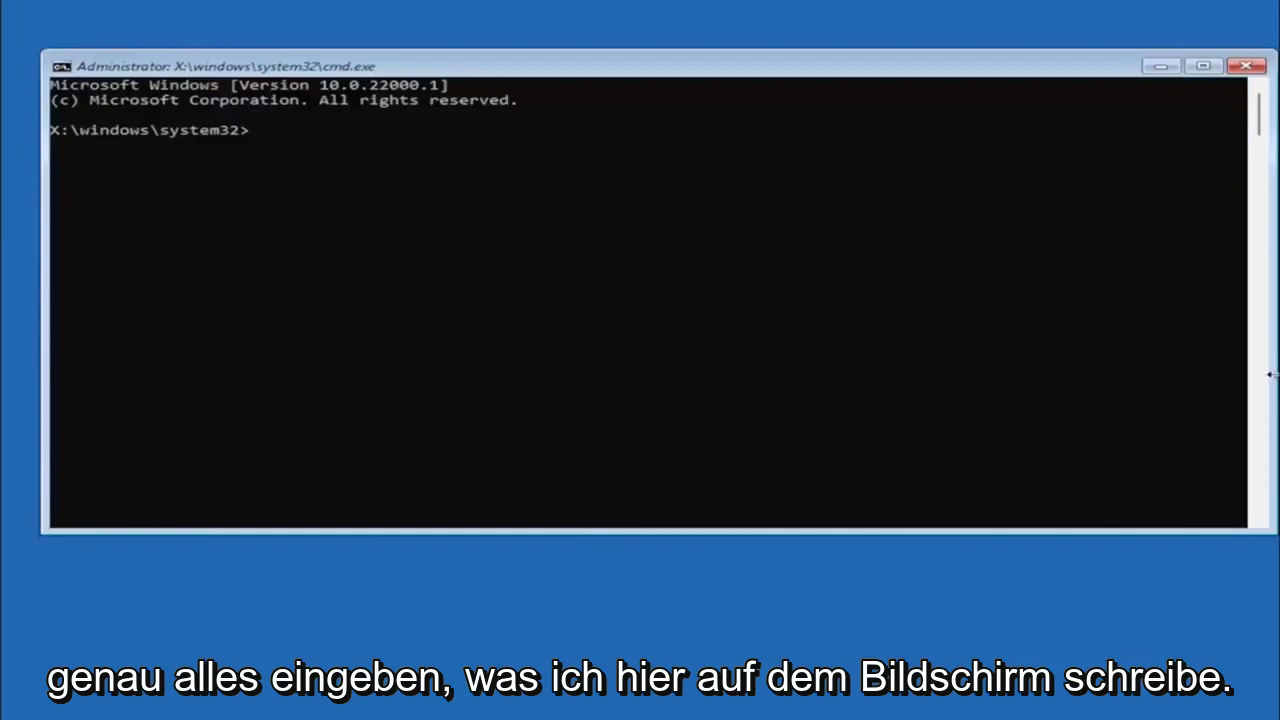 Administrator: X:\windows\system32\cmd.exe
Microsoft Windows [Version 10.0.22000.1]
(c) Microsoft Corporation. All rights reserved.
X:\windows\system32>
genau alles eingeben, was ich hier auf dem Bildschirm schreibe.